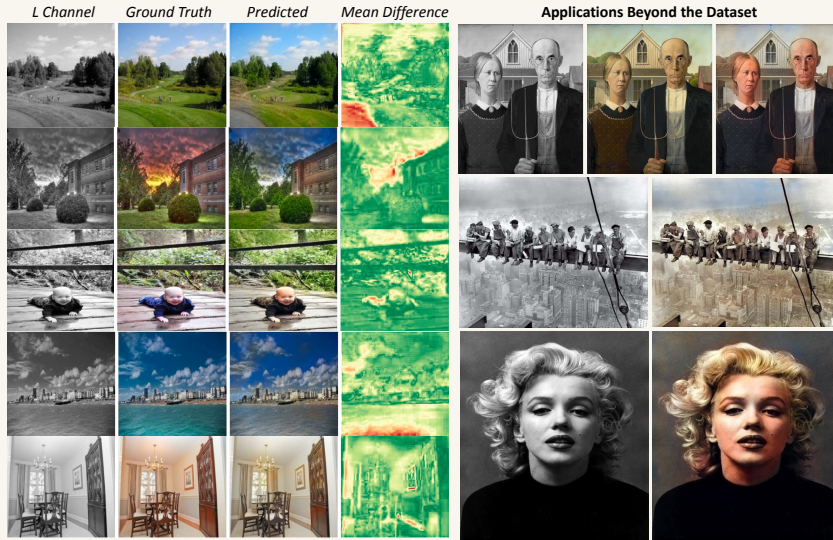 L Channel
Ground Truth
Predicted
Mean Difference
Applications Beyond the Dataset